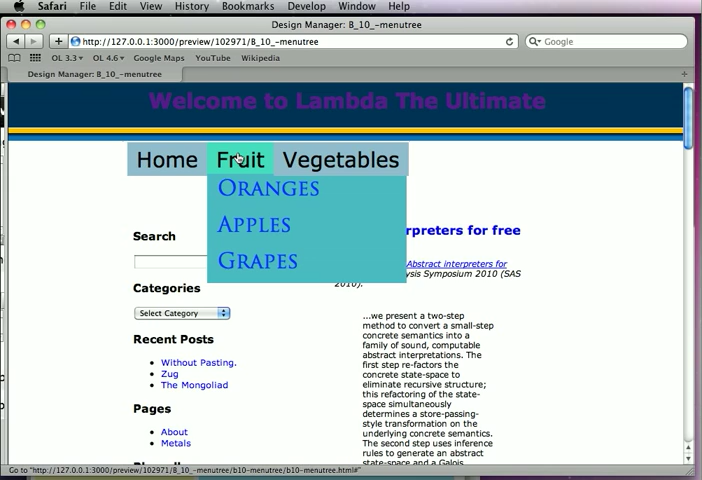 Safari File Edit View History Bookmarks Develop Window Help
Design Manager: B_10_-menutree
http://127.0.0.1:3000/preview/102971/B_10_-menutree
Google
OL 3.3 OL 4.6 Google Maps YouTube Wikipedia
Design Manager: B_10_-menutree
Welcome to Lambda The Ultimate
Home Fruit Vegetables
ORANGES
APPLES
GRAPES
Search
rpreters for free
Abstract interpreters for
ysis Symposium 2010 (SAS
2010).
Categories
Select Category
Recent Posts
Without Pasting.
Zug
The Mongoliad
Pages
About
Metals
...we present a two-step
method to convert a small-step
concrete semantics into a
family of sound, computable
abstract interpretations. The
first step re-factors the
concrete state-space to
eliminate recursive structure;
this refactoring of the
state-space simultaneously
determines a store-passing-
style transformation on the
underlying concrete semantics.
The second step uses inference
rules to generate an abstract
state-space and a Galois
Go to "http://127.0.0.1:3000/preview/102971/B_10_-menutree/b10-menutree/b10-menutree.html#"